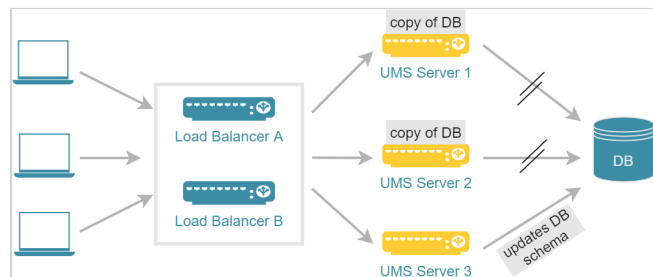 copy of DB
UMS Server 1
Load Balancer A
copy of DB
UMS Server 2
DB
Load Balancer B
updates DB
schema
UMS Server 3